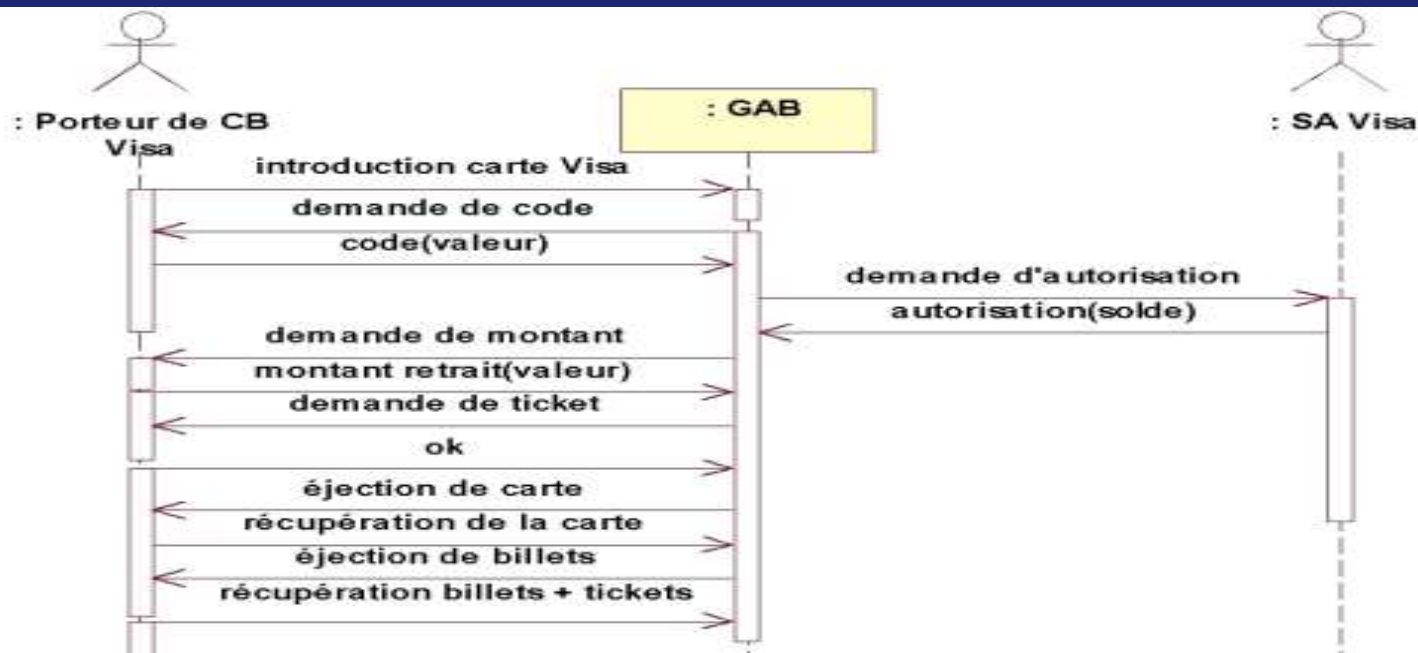 : Porteur de CB
Visa
: GAB
: SA Visa
introduction carte Visa
demande de code
code(valeur)
demande d'autorisation
autorisation(solde)
demande de montant
montant retrait(valeur)
demande de ticket
ok
éjection de carte
récupération de la carte
éjection de billets
récupération billets + tickets